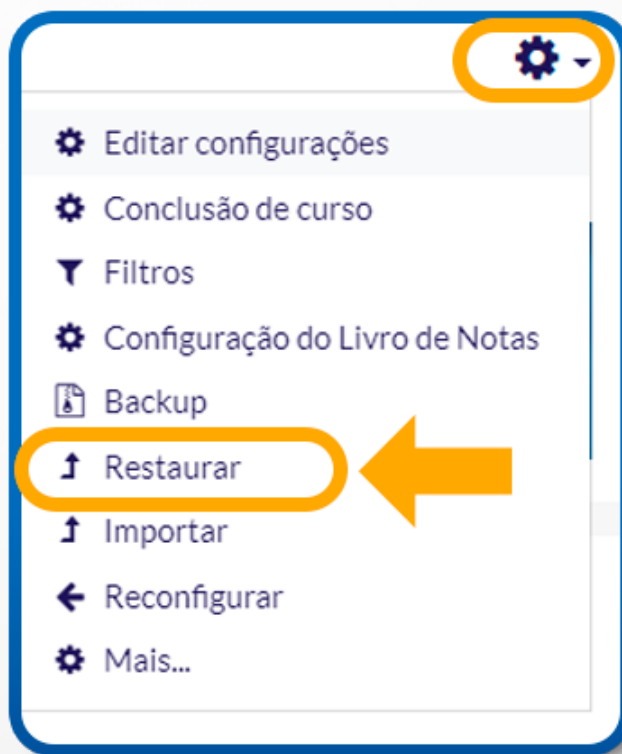 Editar configurações
Conclusão de curso
Filtros
Configuração do Livro de Notas
Backup
Restaurar
Importar
Reconfigurar
Mais...